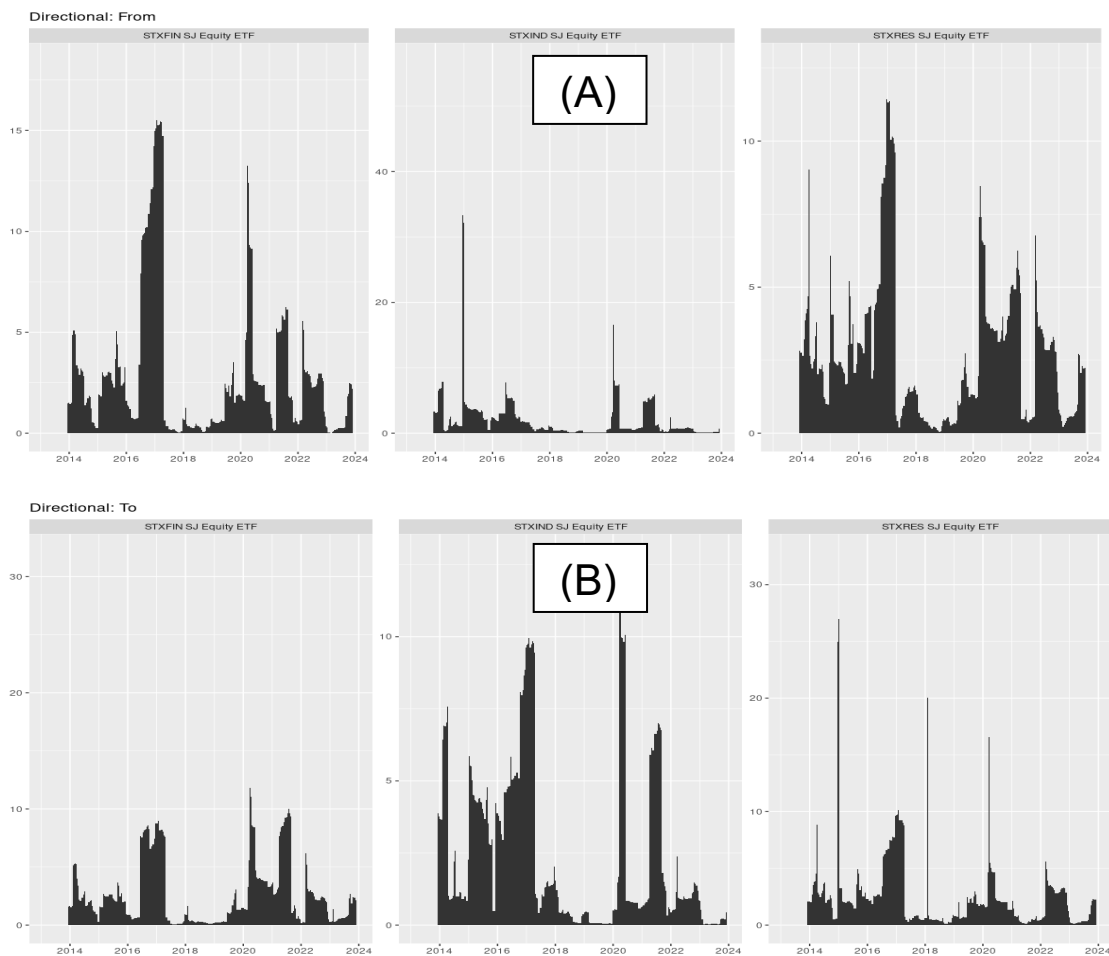 Directional: From
STXFIN SJ Equity ETF
STXIND SJ Equity ETF
STXRES SJ Equity ETF
(A)
15
10
5
0
40
20
0
10
5
0
2014 2016 2018 2020 2022 2024
2014 2016 2018 2020 2022 2024
2014 2016 2018 2020 2022 2024
Directional: To
STXFIN SJ Equity ETF
STXIND SJ Equity ETF
STXRES SJ Equity ETF
(B)
30
20
10
0
10
5
0
30
20
10
0
2014 2016 2018 2020 2022 2024
2014 2016 2018 2020 2022 2024
2014 2016 2018 2020 2022 2024